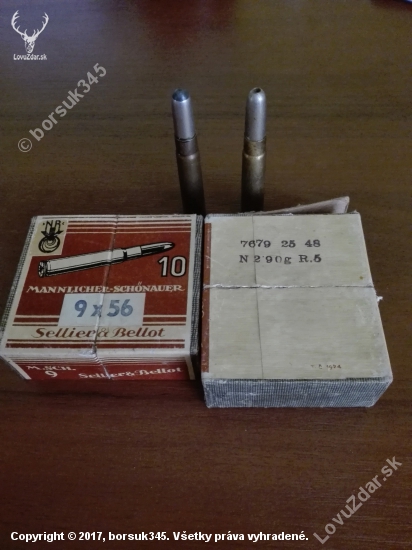 LovuZdar.sk
© borsuk345
N.R.
10
MANNLICHER-SCHÖNAUER
9 x 56
Sellier & Bellot
M. SCH.
9
Sellier & Bellot
7679 25 48
N 2'90g R.5
LovuZdar.sk
Copyright © 2017, borsuk345. Všetky práva vyhradené.